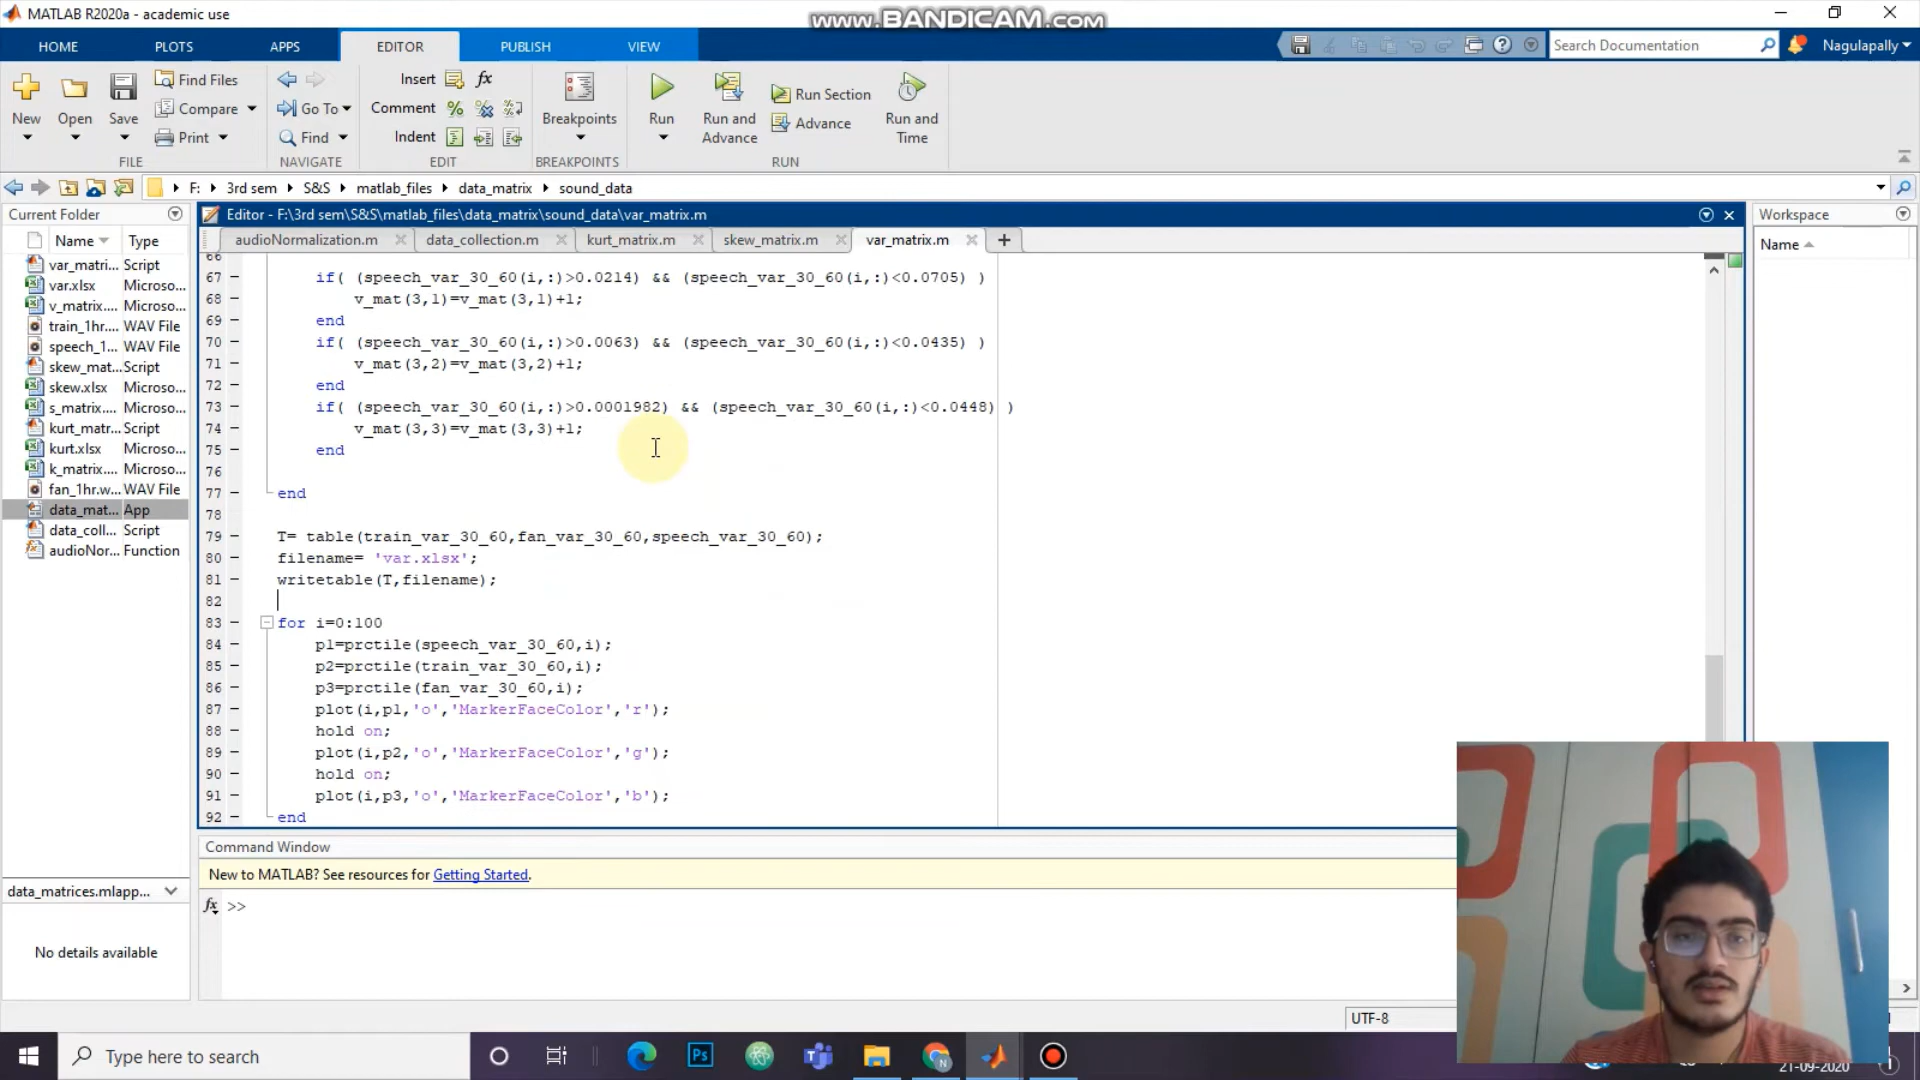 MATLAB R2020a - academic use
www.BANDICAM.com
HOME PLOTS APPS EDITOR PUBLISH VIEW
Search Documentation
Nagulapally
New Open Save
Find Files
Compare
Print
FILE
Go To
Find
NAVIGATE
Insert
Comment
Indent
EDIT
Breakpoints
BREAKPOINTS
Run
Run and Advance
Run Section
Advance
Run and Time
RUN
F: 3rd sem S&S matlab_files data_matrix sound_data
Current Folder
Name Type
var_matri... Script
var.xlsx Microso...
v_matrix.... Microso...
train_1hr.... WAV File
speech_1... WAV File
skew_mat... Script
skew.xlsx Microso...
s_matrix.... Microso...
kurt_matr... Script
kurt.xlsx Microso...
k_matrix.... Microso...
fan_1hr.w... WAV File
data_mat... App
data_coll... Script
audioNor... Function
data_matrices.mlapp...
No details available
Editor - F:\3rd sem\S&S\matlab_files\data_matrix\sound_data\var_matrix.m
audioNormalization.m data_collection.m kurt_matrix.m skew_matrix.m var_matrix.m
66
67 if( (speech_var_30_60(i,:)>0.0214) && (speech_var_30_60(i,:)<0.0705) )
68 v_mat(3,1)=v_mat(3,1)+1;
69 end
70 if( (speech_var_30_60(i,:)>0.0063) && (speech_var_30_60(i,:)<0.0435) )
71 v_mat(3,2)=v_mat(3,2)+1;
72 end
73 if( (speech_var_30_60(i,:)>0.0001982) && (speech_var_30_60(i,:)<0.0448) )
74 v_mat(3,3)=v_mat(3,3)+1;
75 end
76
77 end
78
79 T= table(train_var_30_60,fan_var_30_60,speech_var_30_60);
80 filename= 'var.xlsx';
81 writetable(T,filename);
82
83 for i=0:100
84 p1=prctile(speech_var_30_60,i);
85 p2=prctile(train_var_30_60,i);
86 p3=prctile(fan_var_30_60,i);
87 plot(i,p1,'o','MarkerFaceColor','r');
88 hold on;
89 plot(i,p2,'o','MarkerFaceColor','g');
90 hold on;
91 plot(i,p3,'o','MarkerFaceColor','b');
92 end
Command Window
New to MATLAB? See resources for Getting Started.
fx >>
Workspace
Name
UTF-8
Type here to search
21-09-2020